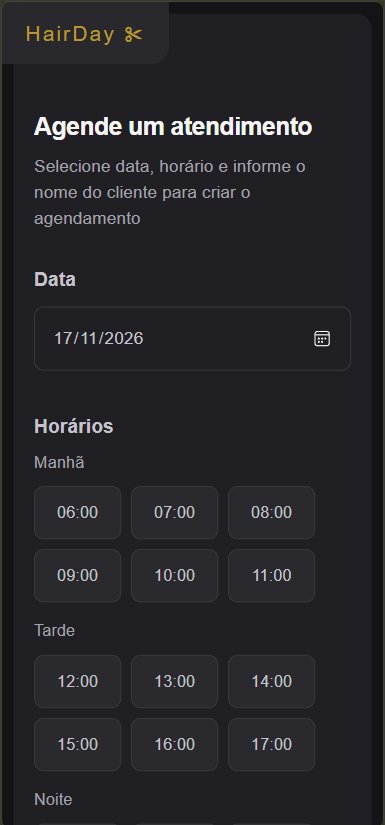 HairDay
Agende um atendimento
Selecione data, horário e informe o
nome do cliente para criar o
agendamento
Data
17/11/2026
Horários
Manhã
06:00 07:00 08:00
09:00 10:00 11:00
Tarde
12:00 13:00 14:00
15:00 16:00 17:00
Noite